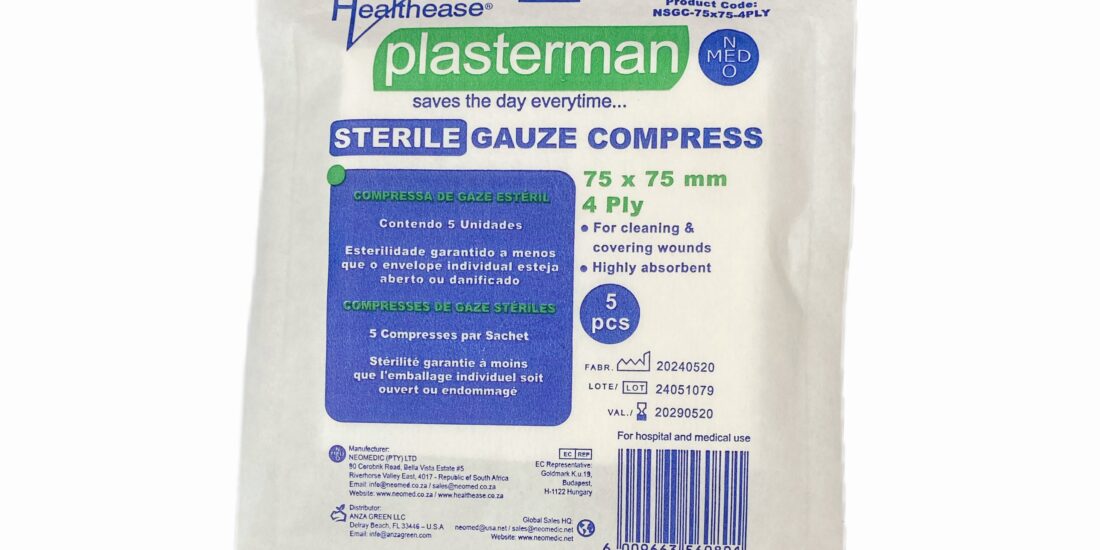 Healthease®
Product Code:
NSGC-75x75-4PLY
plasterman
NEO
MED
saves the day everytime...
STERILE GAUZE COMPRESS
COMPRESSA DE GAZE ESTÉRIL
Contendo 5 Unidades
Esterilidade garantido a menos
que o envelope individual esteja
aberto ou danificado
COMPRESSES DE GAZE STÉRILES
5 Compresses par Sachet
Stérilité garantie à moins
que l'emballage individuel soit
ouvert ou endommagé
75 x 75 mm
4 Ply
• For cleaning &
covering wounds
• Highly absorbent
5
pcs
FABR. 20240520
LOTE/ LOT 24051079
VAL./ 20290520
For hospital and medical use
Manufacturer:
NEOMEDIC (PTY) LTD
90 Cerobrik Road, Bella Vista Estate #5
Riverhorse Valley East, 4017 - Republic of South Africa
Email: info@neomed.co.za / sales@neomed.co.za
Website: www.neomed.co.za / www.healthease.co.za
Distributor:
ANZA GREEN LLC
Delray Beach, FL 33446 – U.S.A
Email: info@anzagreen.com
EC REP
EC Representative:
Goldmark K.u.19,
Budapest,
H-1122 Hungary
Global Sales HQ:
neomed@usa.net / sales@neomedic.net
Website: www.neomedic.net
6 009663 560804